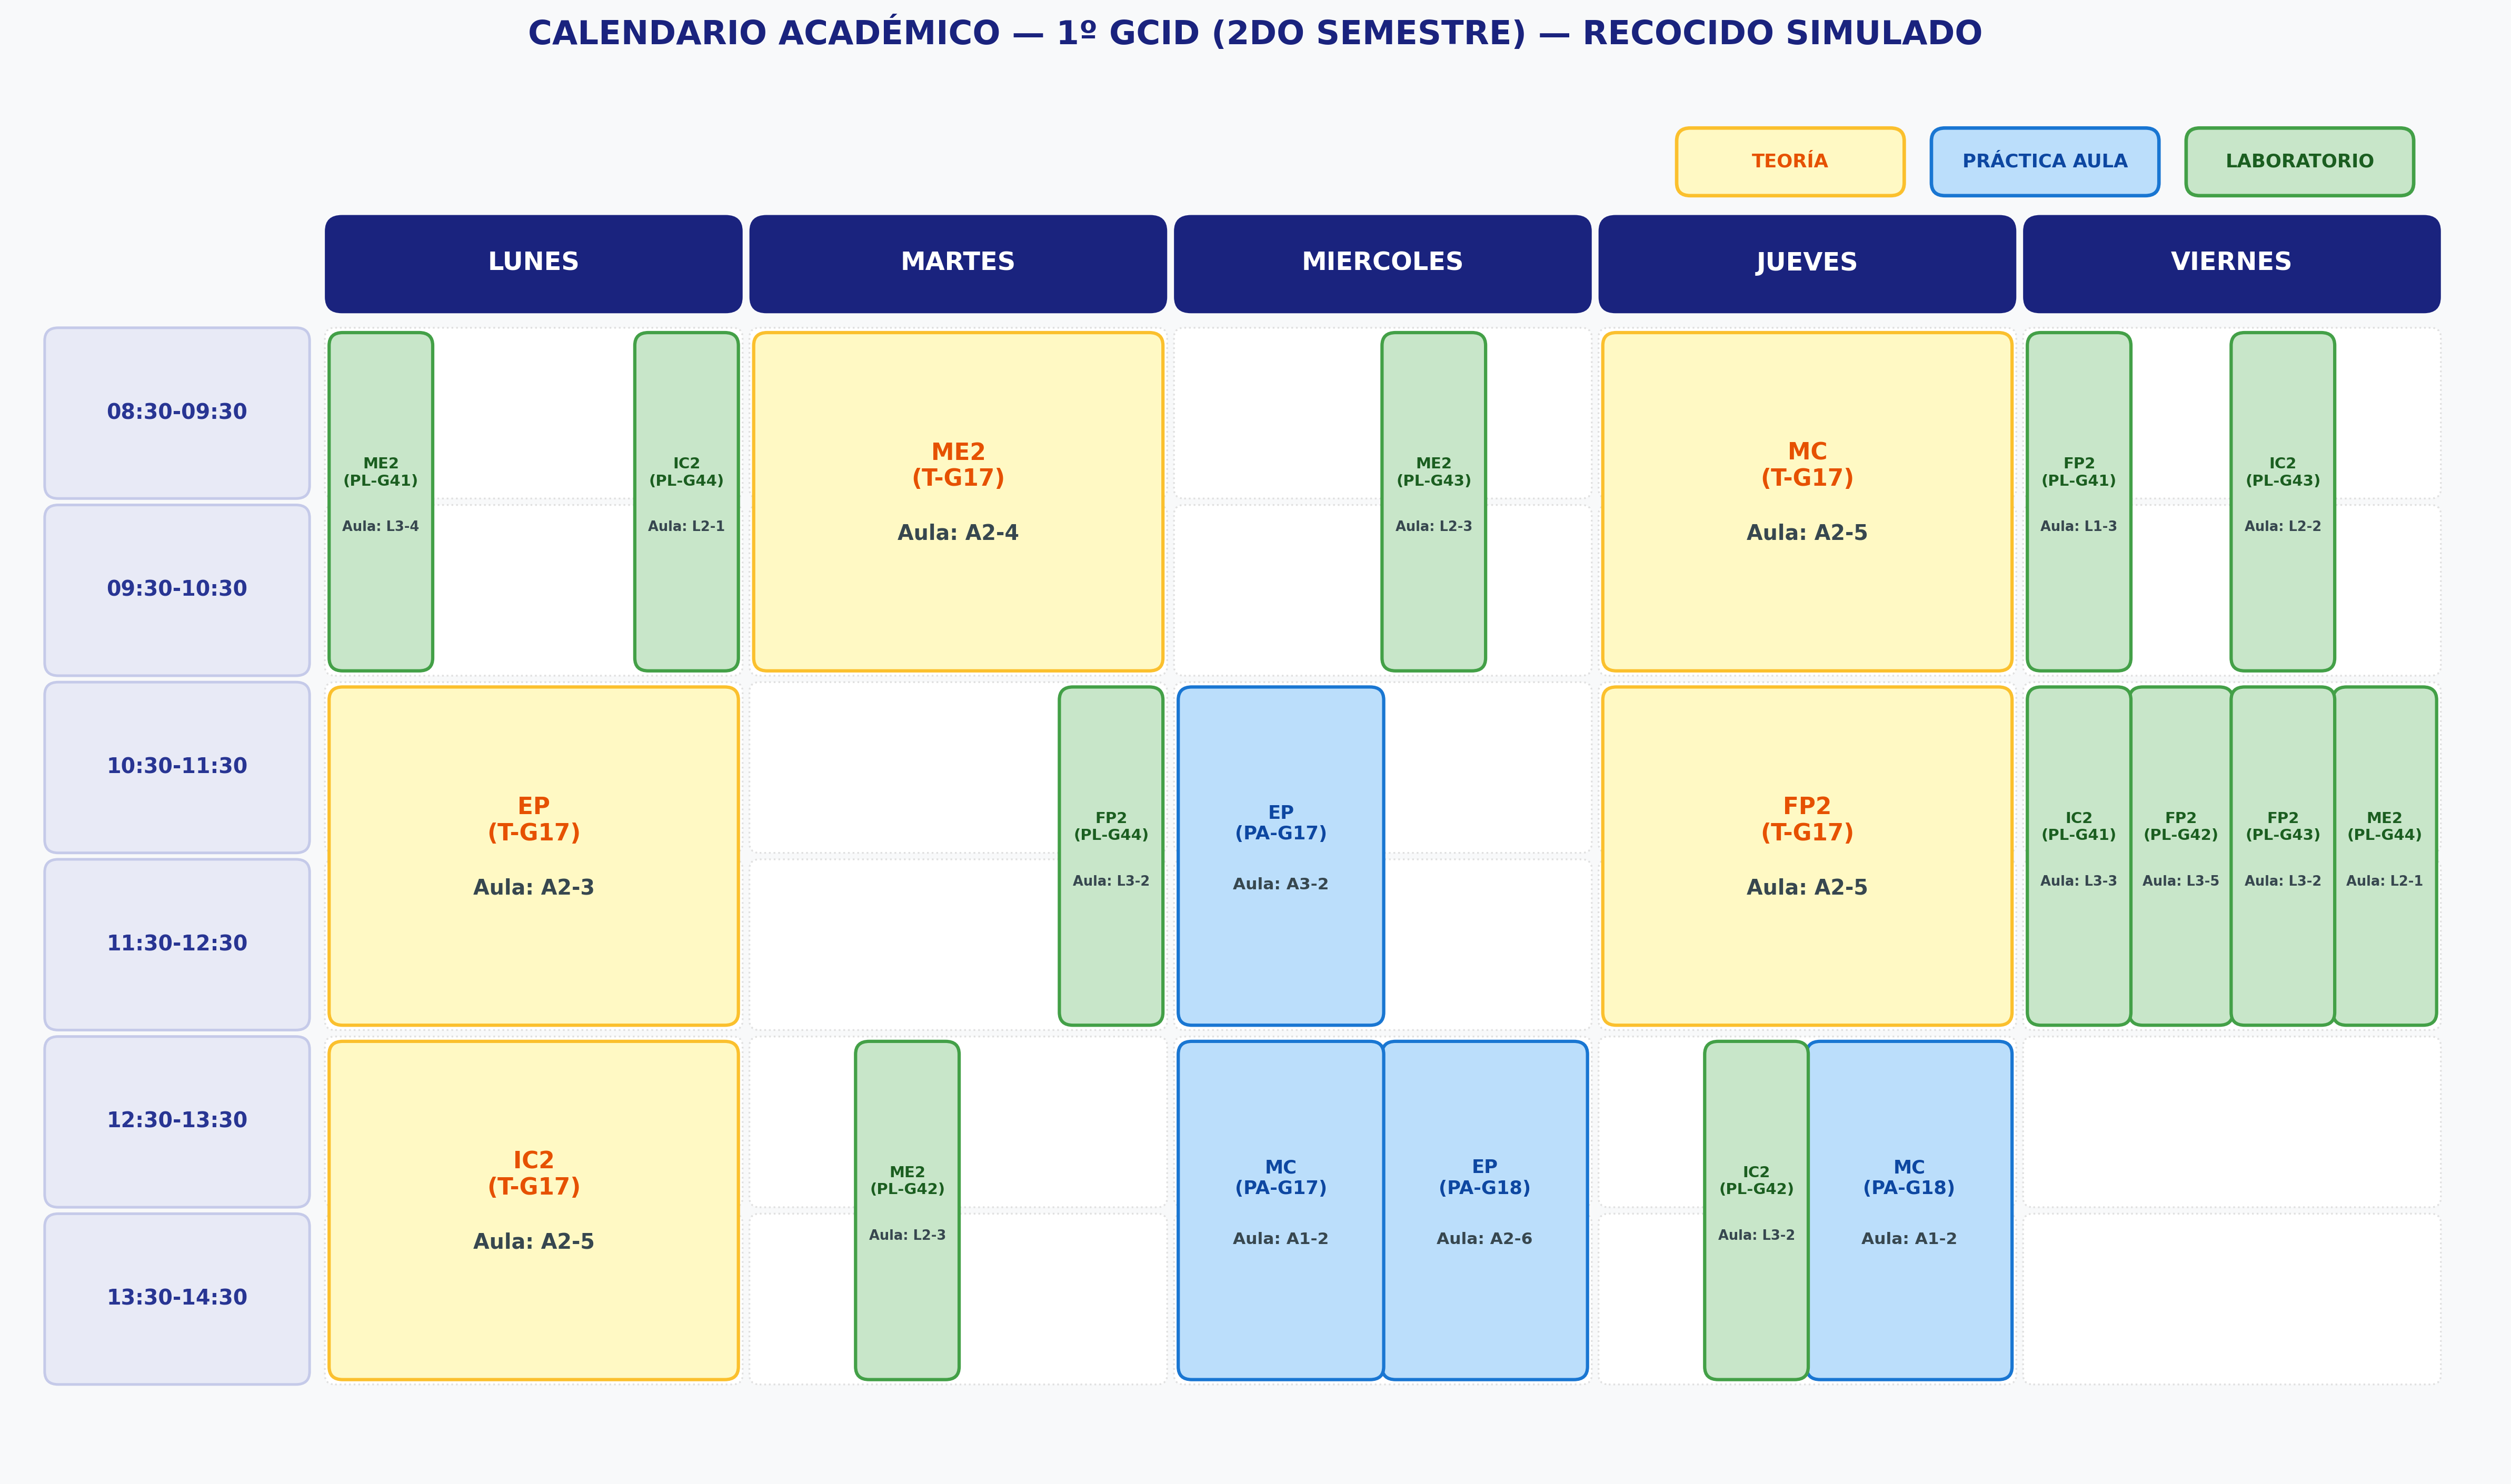 CALENDARIO ACADÉMICO — 1º GCID (2DO SEMESTRE) — RECOCIDO SIMULADO
TEORÍA
PRÁCTICA AULA
LABORATORIO
LUNES
MARTES
MIERCOLES
JUEVES
VIERNES
08:30-09:30
09:30-10:30
ME2
(PL-G41)
Aula: L3-4
IC2
(PL-G44)
Aula: L2-1
ME2
(T-G17)
Aula: A2-4
ME2
(PL-G43)
Aula: L2-3
MC
(T-G17)
Aula: A2-5
FP2
(PL-G41)
Aula: L1-3
IC2
(PL-G43)
Aula: L2-2
10:30-11:30
11:30-12:30
EP
(T-G17)
Aula: A2-3
FP2
(PL-G44)
Aula: L3-2
EP
(PA-G17)
Aula: A3-2
FP2
(T-G17)
Aula: A2-5
IC2
(PL-G41)
Aula: L3-3
FP2
(PL-G42)
Aula: L3-5
FP2
(PL-G43)
Aula: L3-2
ME2
(PL-G44)
Aula: L2-1
12:30-13:30
13:30-14:30
IC2
(T-G17)
Aula: A2-5
ME2
(PL-G42)
Aula: L2-3
MC
(PA-G17)
Aula: A1-2
EP
(PA-G18)
Aula: A2-6
IC2
(PL-G42)
Aula: L3-2
MC
(PA-G18)
Aula: A1-2